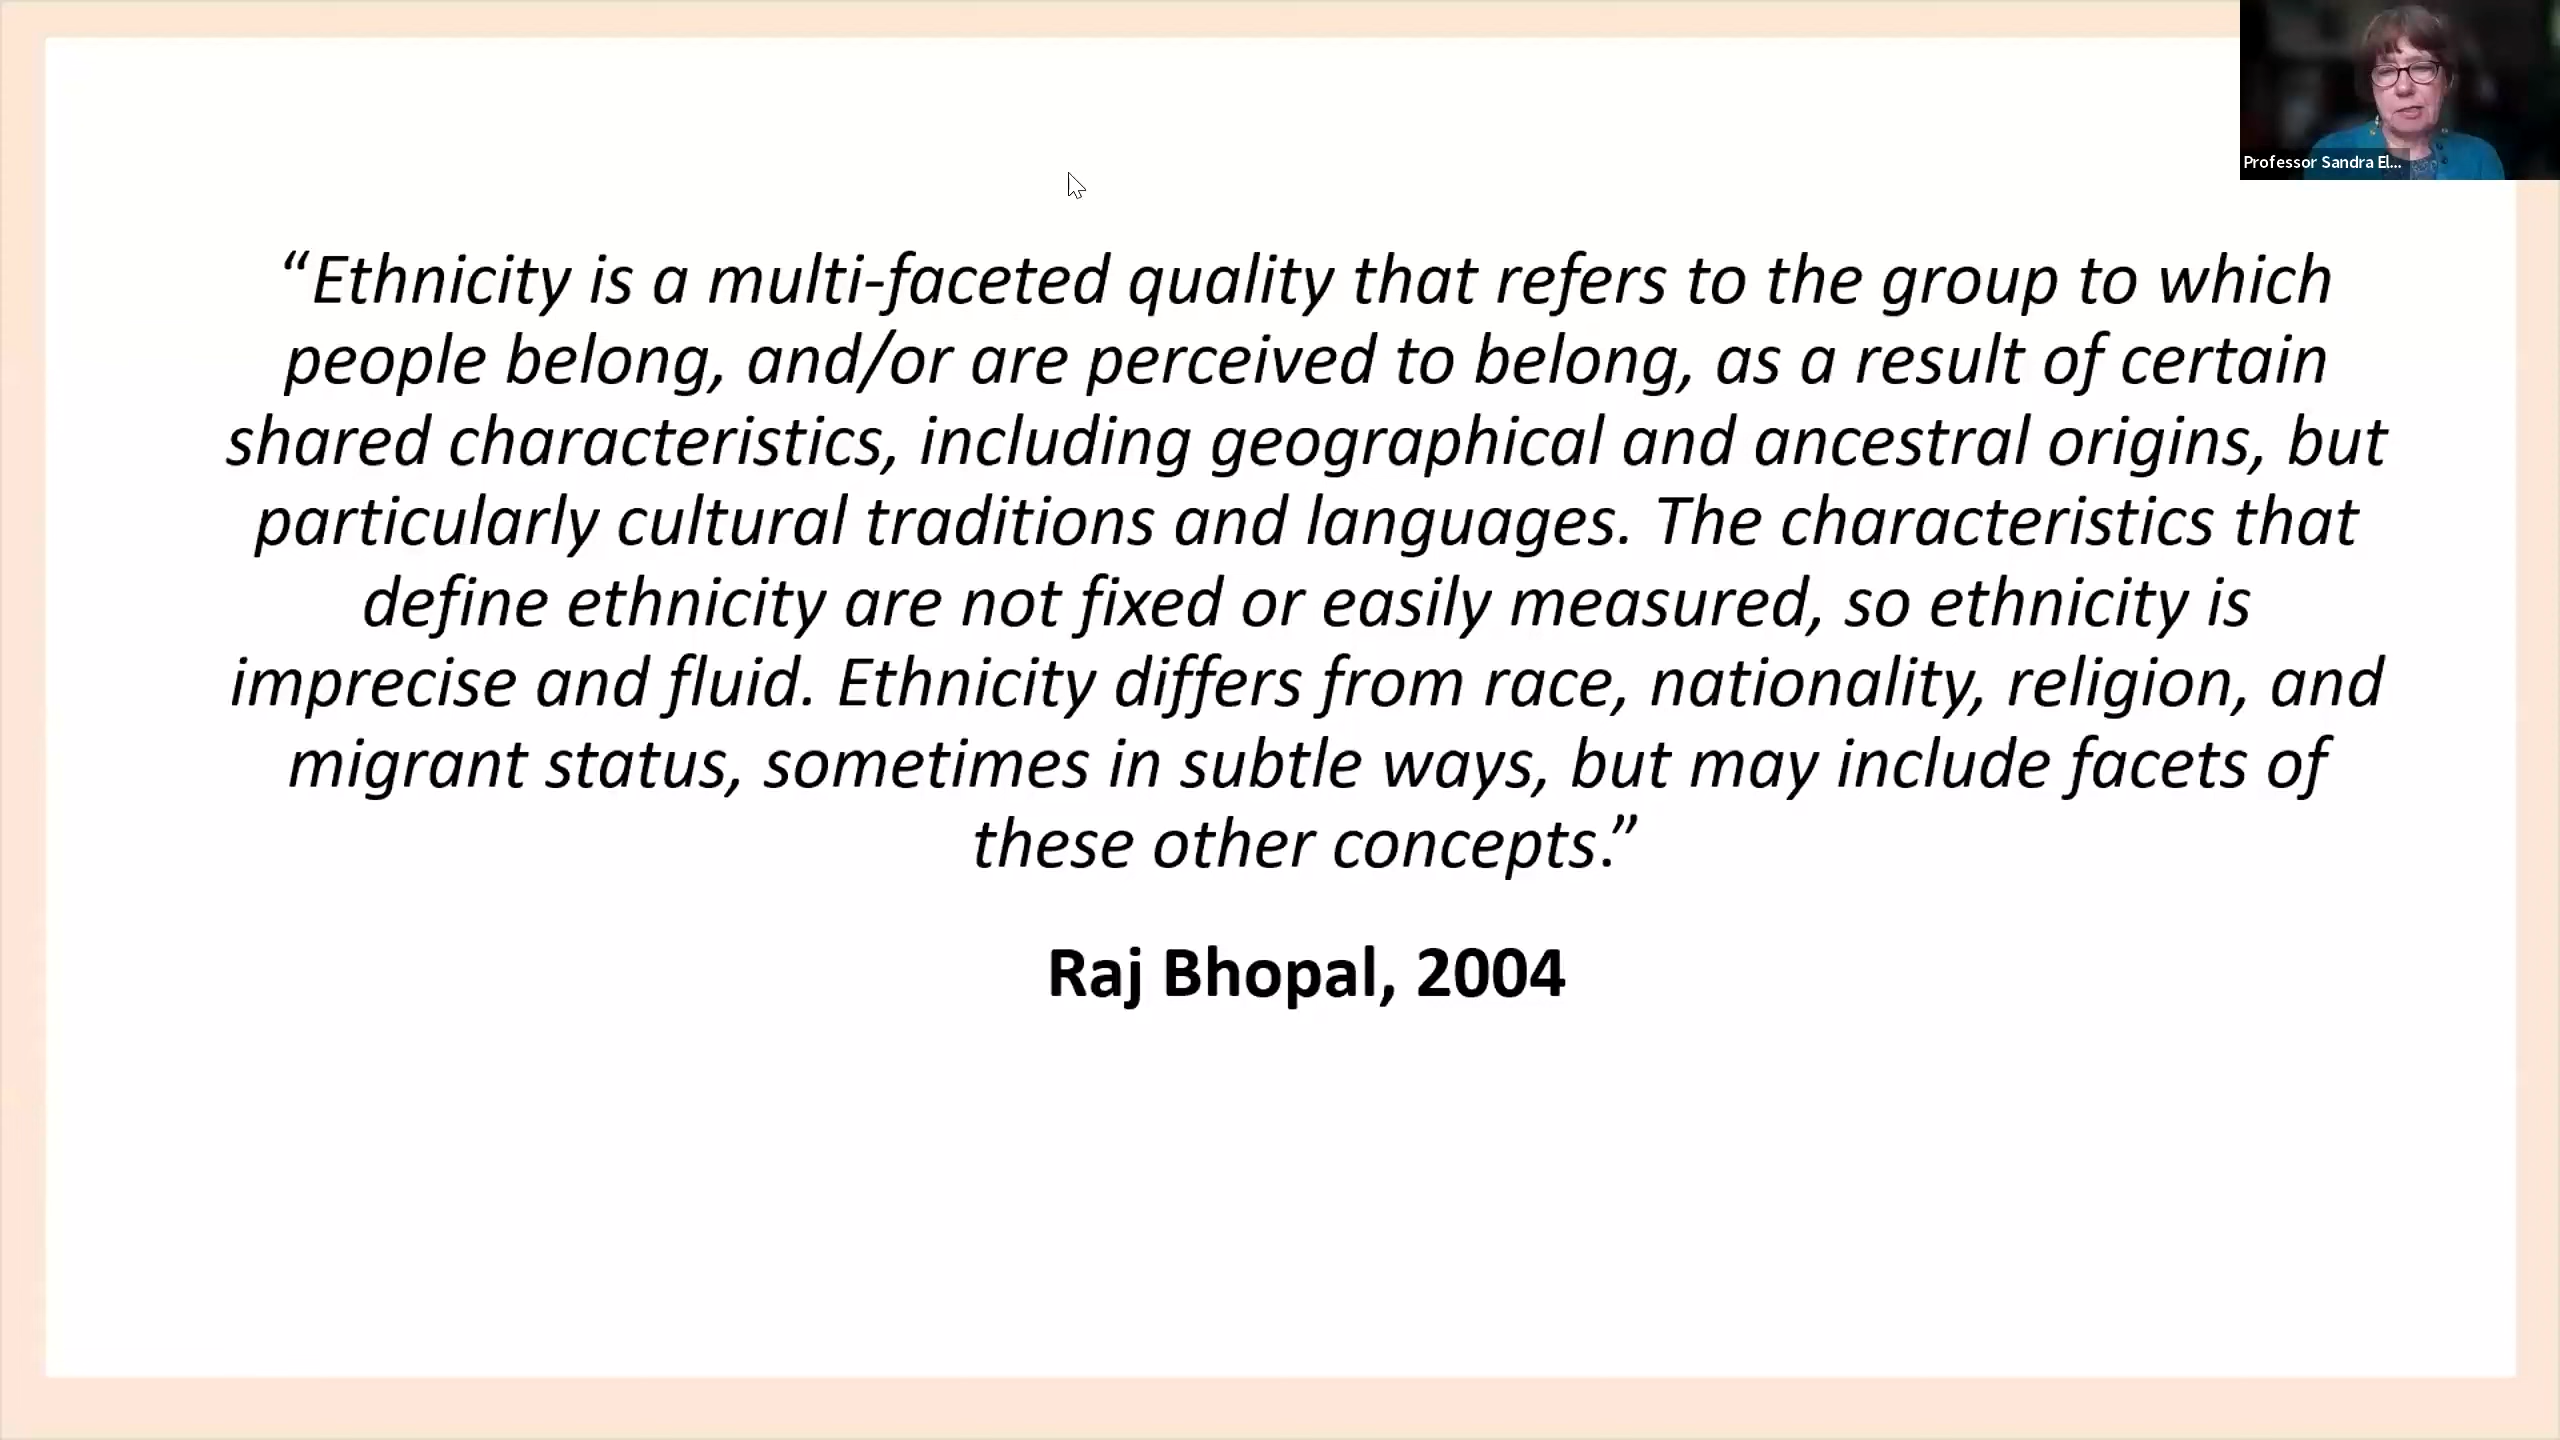 Professor Sandra El...
“Ethnicity is a multi-faceted quality that refers to the group to which
people belong, and/or are perceived to belong, as a result of certain
shared characteristics, including geographical and ancestral origins, but
particularly cultural traditions and languages. The characteristics that
define ethnicity are not fixed or easily measured, so ethnicity is
imprecise and fluid. Ethnicity differs from race, nationality, religion, and
migrant status, sometimes in subtle ways, but may include facets of
these other concepts.”
Raj Bhopal, 2004